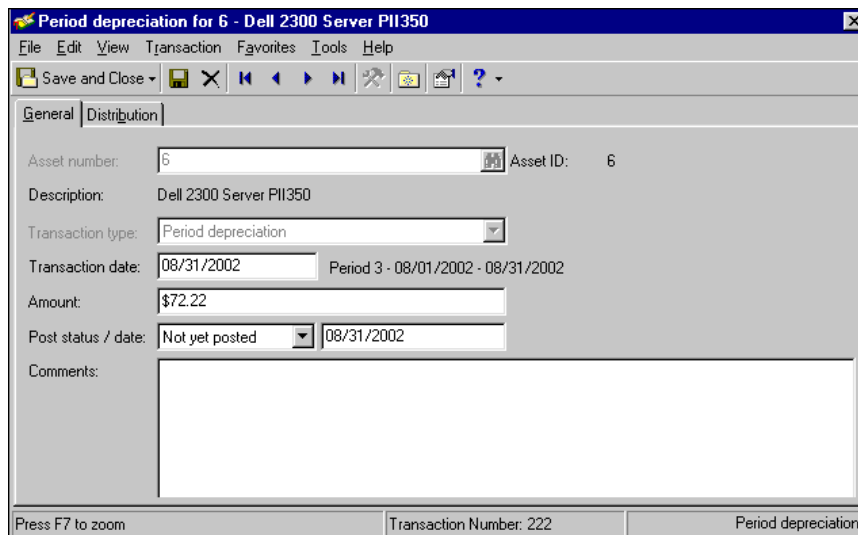 Period depreciation for 6 - Dell 2300 Server PII350
File Edit View Transaction Favorites Tools Help
Save and Close
General Distribution
Asset number: 6 Asset ID: 6
Description: Dell 2300 Server PII350
Transaction type: Period depreciation
Transaction date: 08/31/2002 Period 3 - 08/01/2002 - 08/31/2002
Amount: $72.22
Post status / date: Not yet posted 08/31/2002
Comments:
Press F7 to zoom Transaction Number: 222 Period depreciation